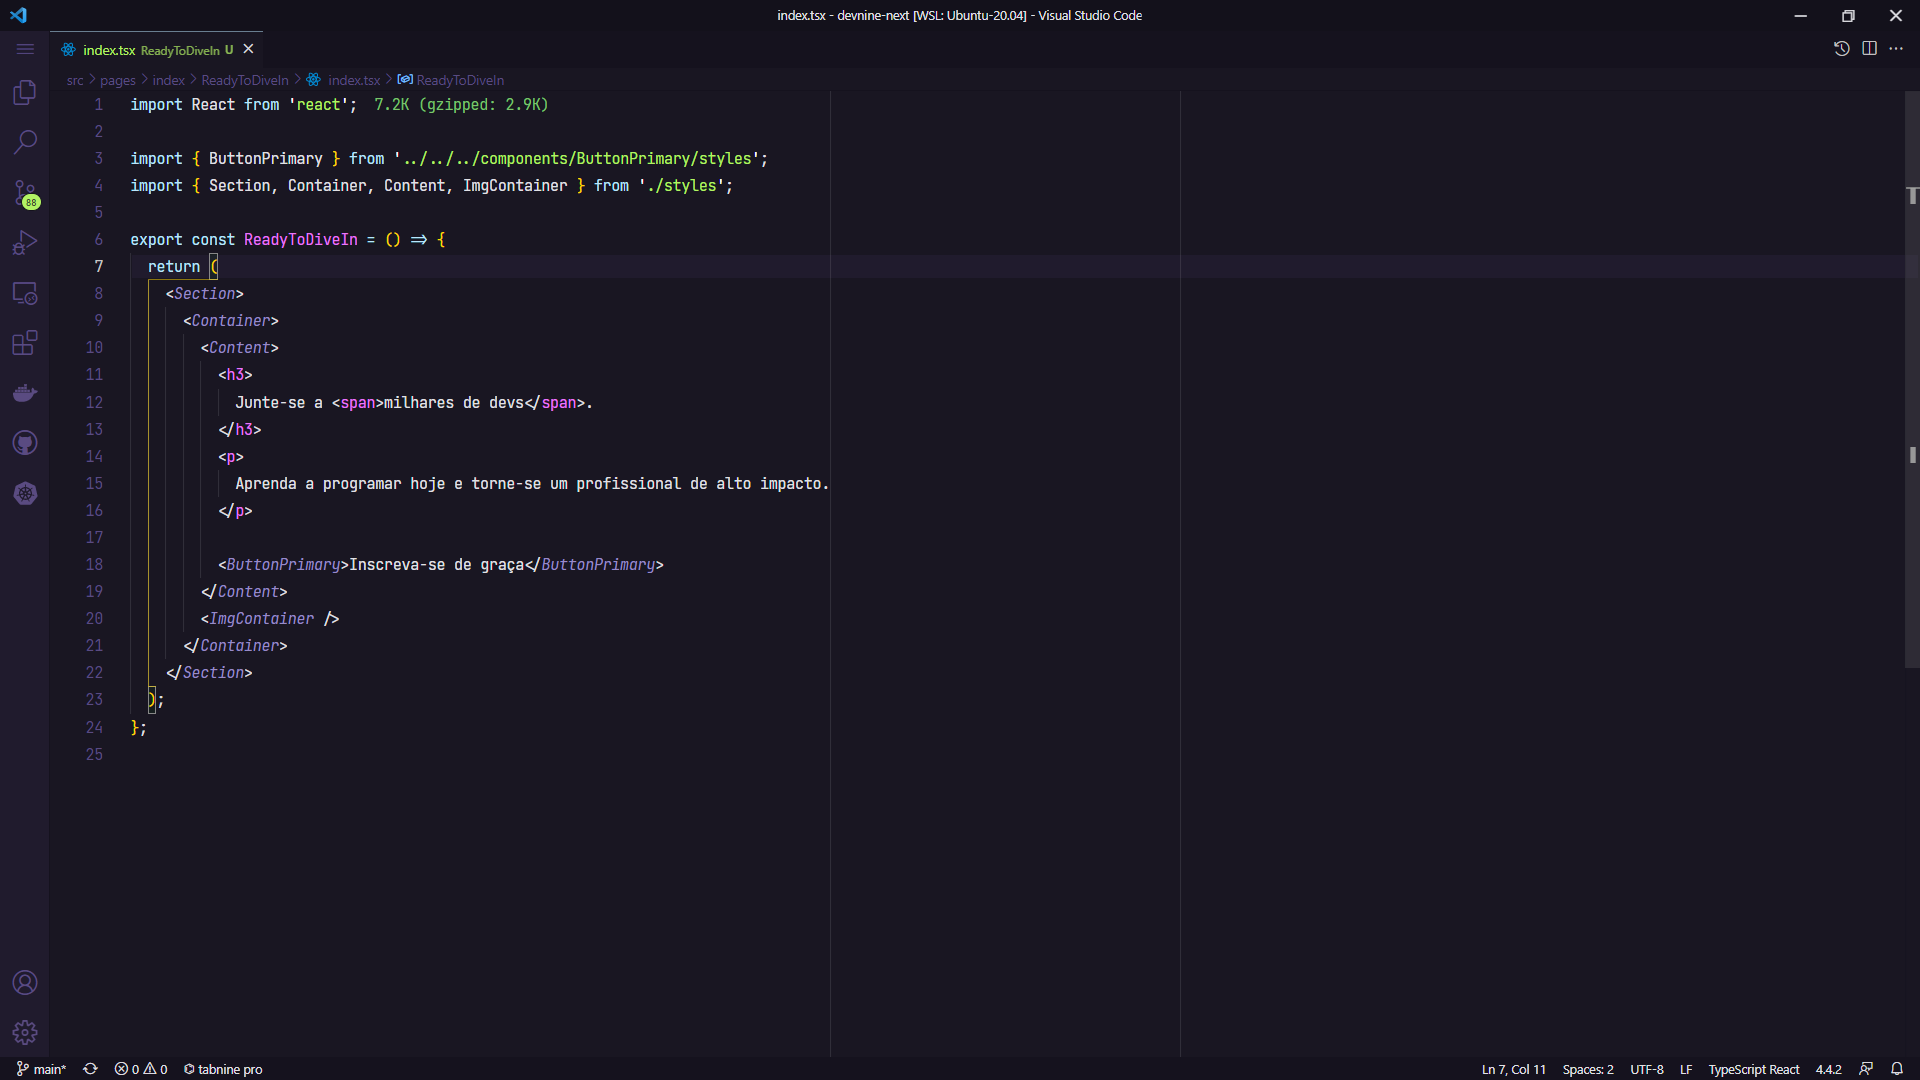 index.tsx - devnine-next [WSL: Ubuntu-20.04] - Visual Studio Code
index.tsx ReadyToDiveIn U
src > pages > index > ReadyToDiveIn > index.tsx > ReadyToDiveIn
1 import React from 'react'; 7.2K (gzipped: 2.9K)
2
3 import { ButtonPrimary } from '../../../components/ButtonPrimary/styles';
4 import { Section, Container, Content, ImgContainer } from './styles';
5
6 export const ReadyToDiveIn = () => {
7 return (
8 <Section>
9 <Container>
10 <Content>
11 <h3>
12 Junte-se a <span>milhares de devs</span>.
13 </h3>
14 <p>
15 Aprenda a programar hoje e torne-se um profissional de alto impacto.
16 </p>
17
18 <ButtonPrimary>Inscreva-se de graça</ButtonPrimary>
19 </Content>
20 <ImgContainer />
21 </Container>
22 </Section>
23 );
24 };
25
88
main* 0 0 tabnine pro Ln 7, Col 11 Spaces: 2 UTF-8 LF TypeScript React 4.4.2